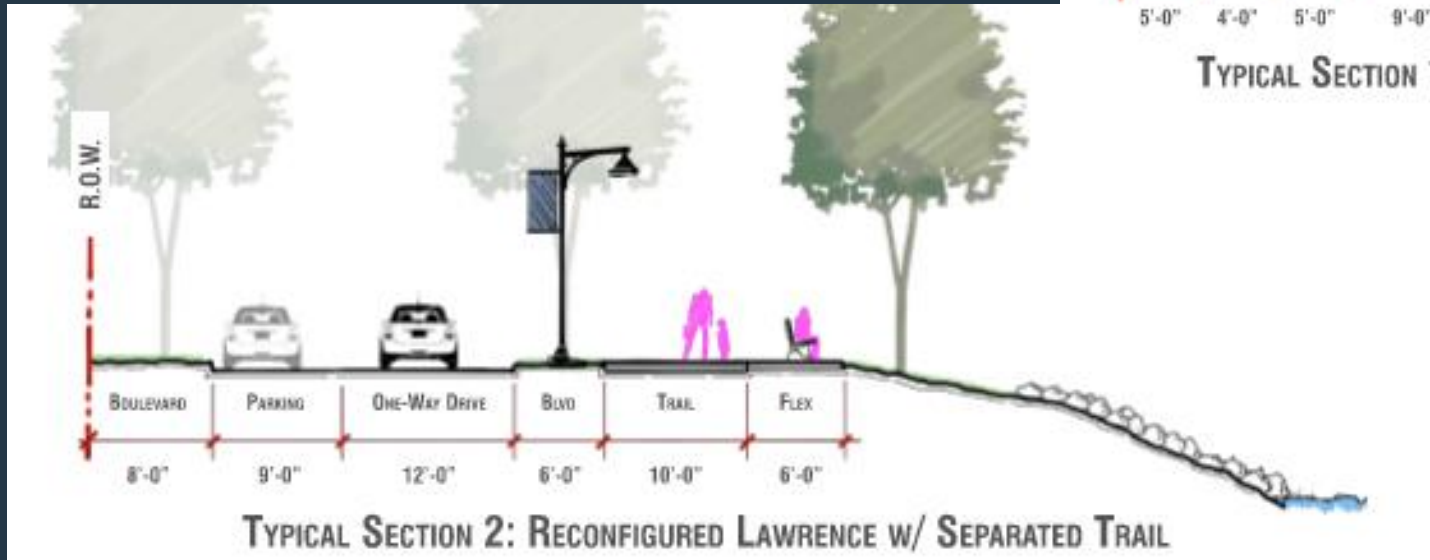 5'-0" 4'-0" 5'-0" 9'-0"
TYPICAL SECTION
R.O.W.
BOULEVARD PARKING ONE-WAY DRIVE BLVD TRAIL FLEX
8'-0" 9'-0" 12'-0" 6'-0" 10'-0" 6'-0"
TYPICAL SECTION 2: RECONFIGURED LAWRENCE W/ SEPARATED TRAIL